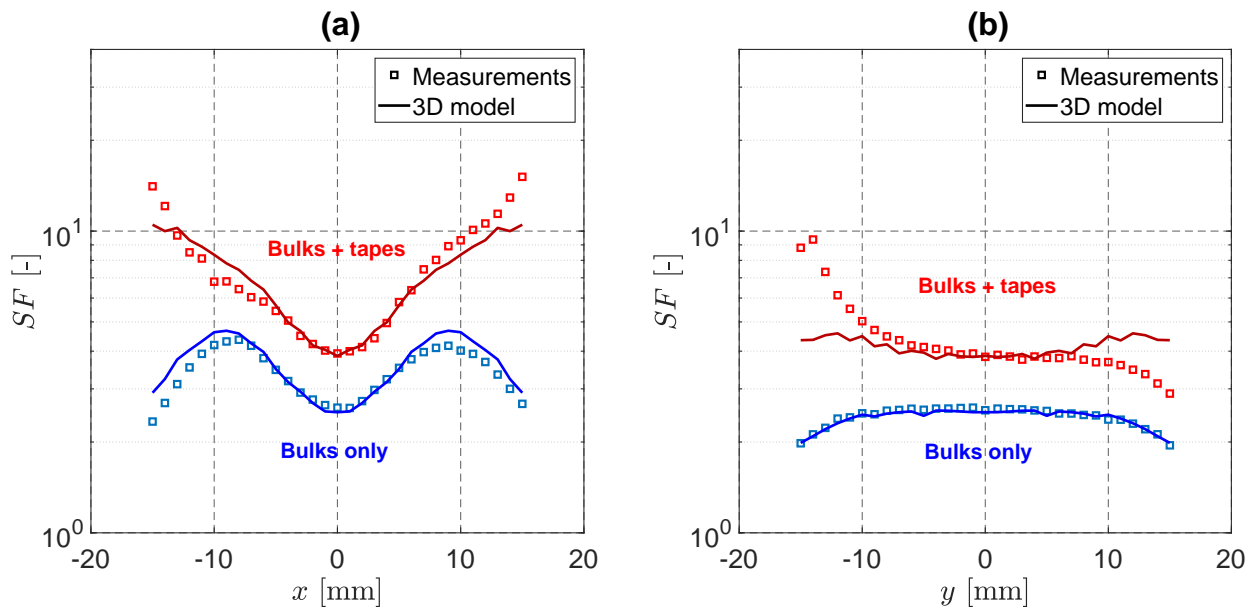 (a)
Measurements
3D model
Bulks + tapes
Bulks only
10^1
10^0
SF [-]
-20
-10
0
10
20
x [mm]
(b)
Measurements
3D model
Bulks + tapes
Bulks only
10^1
10^0
SF [-]
-20
-10
0
10
20
y [mm]